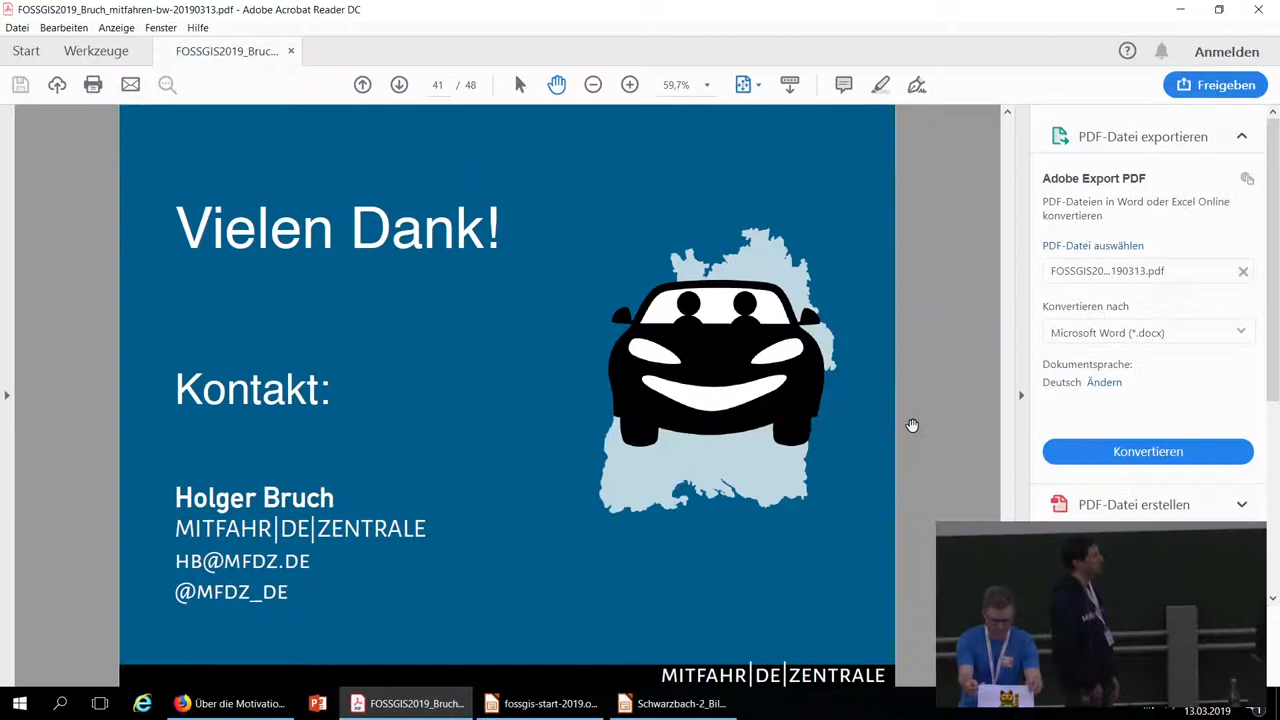 FOSSGIS2019_Bruch_mitfahren-bw-20190313.pdf - Adobe Acrobat Reader DC
Datei Bearbeiten Anzeige Fenster Hilfe
Start Werkzeuge FOSSGIS2019_Bruc... × Anmelden
41 / 48 59,7% Freigeben
Vielen Dank!
Kontakt:
Holger Bruch
MITFAHR|DE|ZENTRALE
HB@MFDZ.DE
@MFDZ_DE
MITFAHR|DE|ZENTRALE
PDF-Datei exportieren
Adobe Export PDF
PDF-Dateien in Word oder Excel Online
konvertieren
PDF-Datei auswählen
FOSSGIS20...190313.pdf
Konvertieren nach
Microsoft Word (*.docx)
Dokumentsprache:
Deutsch Ändern
Konvertieren
PDF-Datei erstellen
Über die Motivatio... FOSSGIS2019_Bruch... fossgis-start-2019.o... Schwarzbach-2_Bil...
13.03.2019